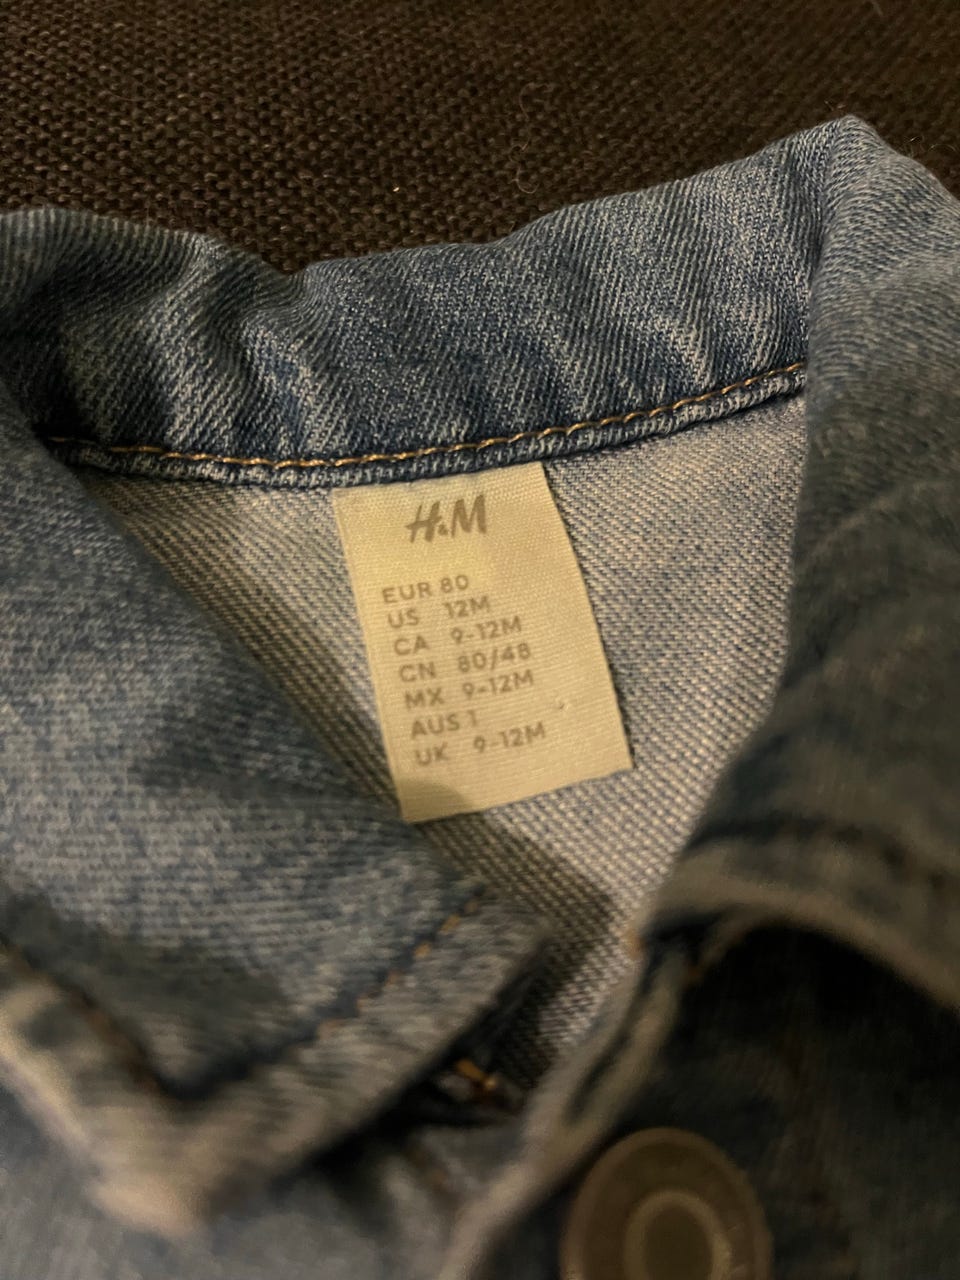 H&M
EUR 80
US 12M
CA 9-12M
CN 80/48
MX 9-12M
AUS 1
UK 9-12M